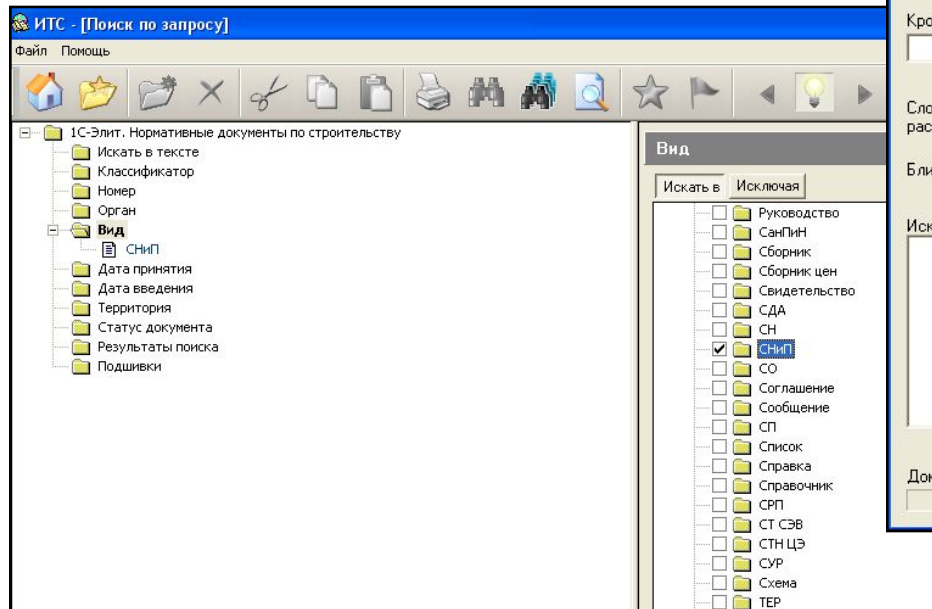 ИТС - [Поиск по запросу]
Файл Помощь
1С-Элит. Нормативные документы по строительству
Искать в тексте
Классификатор
Номер
Орган
Вид
СНиП
Дата принятия
Дата введения
Территория
Статус документа
Результаты поиска
Подшивки
Вид
Искать в Исключая
Руководство
СанПиН
Сборник
Сборник цен
Свидетельство
СДА
СН
СНиП
СО
Соглашение
Сообщение
СП
Список
Справка
Справочник
СРП
СТ СЭВ
СТН ЦЭ
СУР
Схема
ТЕР